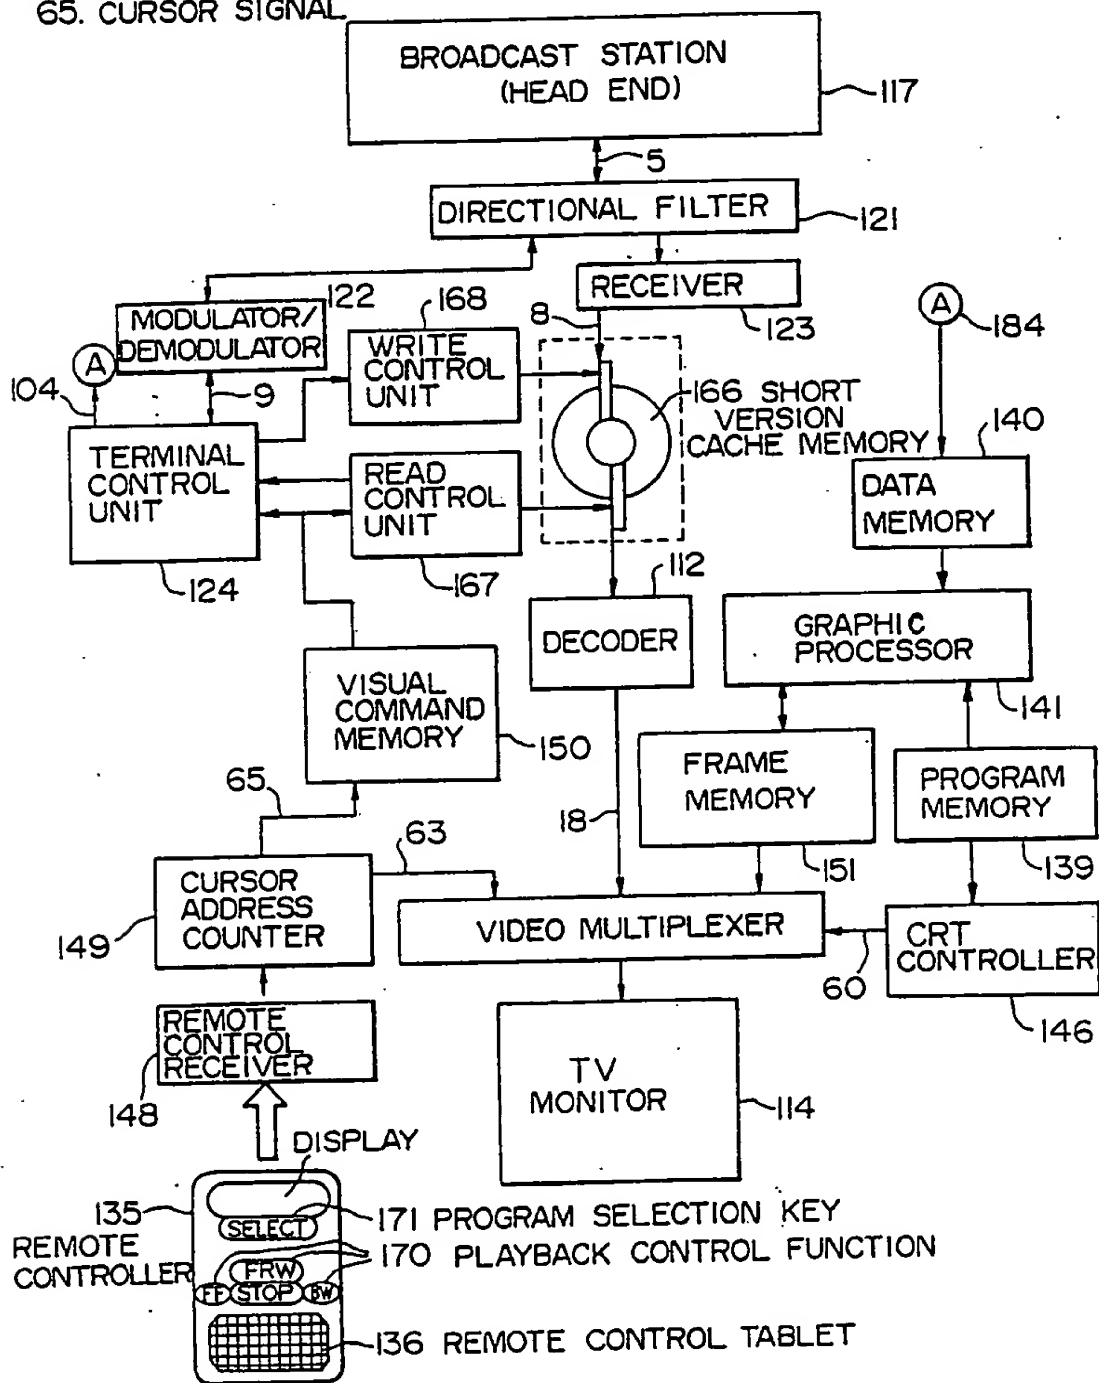 65. CURSOR SIGNAL
BROADCAST STATION
(HEAD END)
117
5
DIRECTIONAL FILTER
121
122
168
RECEIVER
8
123
A
184
MODULATOR/
DEMODULATOR
A
104
9
WRITE
CONTROL
UNIT
166 SHORT
VERSION
CACHE MEMORY
140
TERMINAL
CONTROL
UNIT
READ
CONTROL
UNIT
DATA
MEMORY
124
167
112
DECODER
GRAPHIC
PROCESSOR
141
VISUAL
COMMAND
MEMORY
150
FRAME
MEMORY
PROGRAM
MEMORY
65
18
63
151
139
CURSOR
ADDRESS
COUNTER
149
VIDEO MULTIPLEXER
CRT
CONTROLLER
60
146
REMOTE
CONTROL
RECEIVER
148
TV
MONITOR
114
DISPLAY
135
REMOTE
CONTROLLER
171 PROGRAM SELECTION KEY
SELECT
170 PLAYBACK CONTROL FUNCTION
FRW
FF STOP BW
136 REMOTE CONTROL TABLET